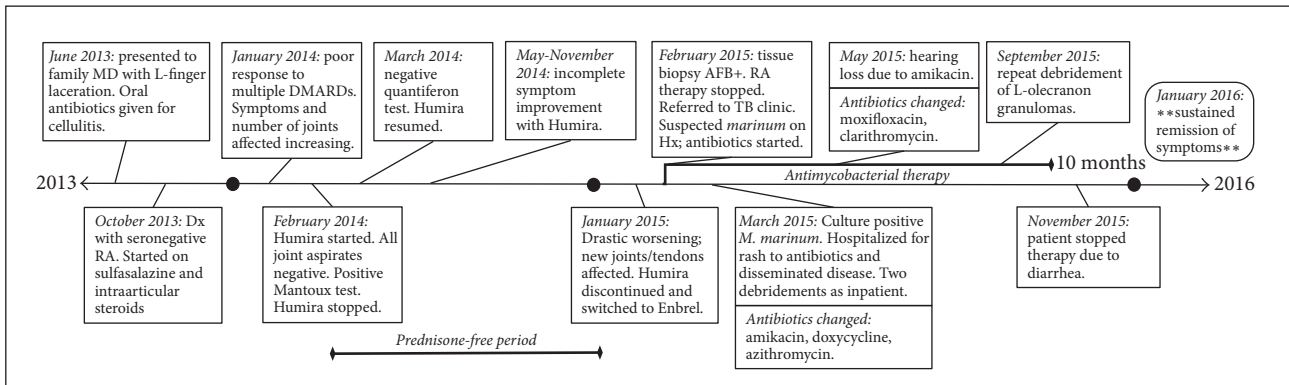 June 2013: presented to
family MD with L-finger
laceration. Oral
antibiotics given for
cellulitis.
January 2014: poor
response to
multiple DMARDs.
Symptoms and
number of joints
affected increasing.
March 2014:
negative
quantiferon
test. Humira
resumed.
May-November
2014: incomplete
symptom
improvement
with Humira.
February 2015: tissue
biopsy AFB+. RA
therapy stopped.
Referred to TB clinic.
Suspected marinum on
Hx; antibiotics started.
May 2015: hearing
loss due to amikacin.
Antibiotics changed:
moxifloxacin,
clarithromycin.
September 2015:
repeat debridement
of L-olecranon
granulomas.
January 2016:
**sustained
remission of
symptoms**
10 months
Antimycobacterial therapy
2013
2016
October 2013: Dx
with seronegative
RA. Started on
sulfasalazine and
intraarticular
steroids
February 2014:
Humira started. All
joint aspirates
negative. Positive
Mantoux test.
Humira stopped.
January 2015:
Drastic worsening;
new joints/tendons
affected. Humira
discontinued and
switched to Enbrel.
March 2015: Culture positive
M. marinum. Hospitalized for
rash to antibiotics and
disseminated disease. Two
debridements as inpatient.
Antibiotics changed:
amikacin, doxycycline,
azithromycin.
November 2015:
patient stopped
therapy due to
diarrhea.
Prednisone-free period